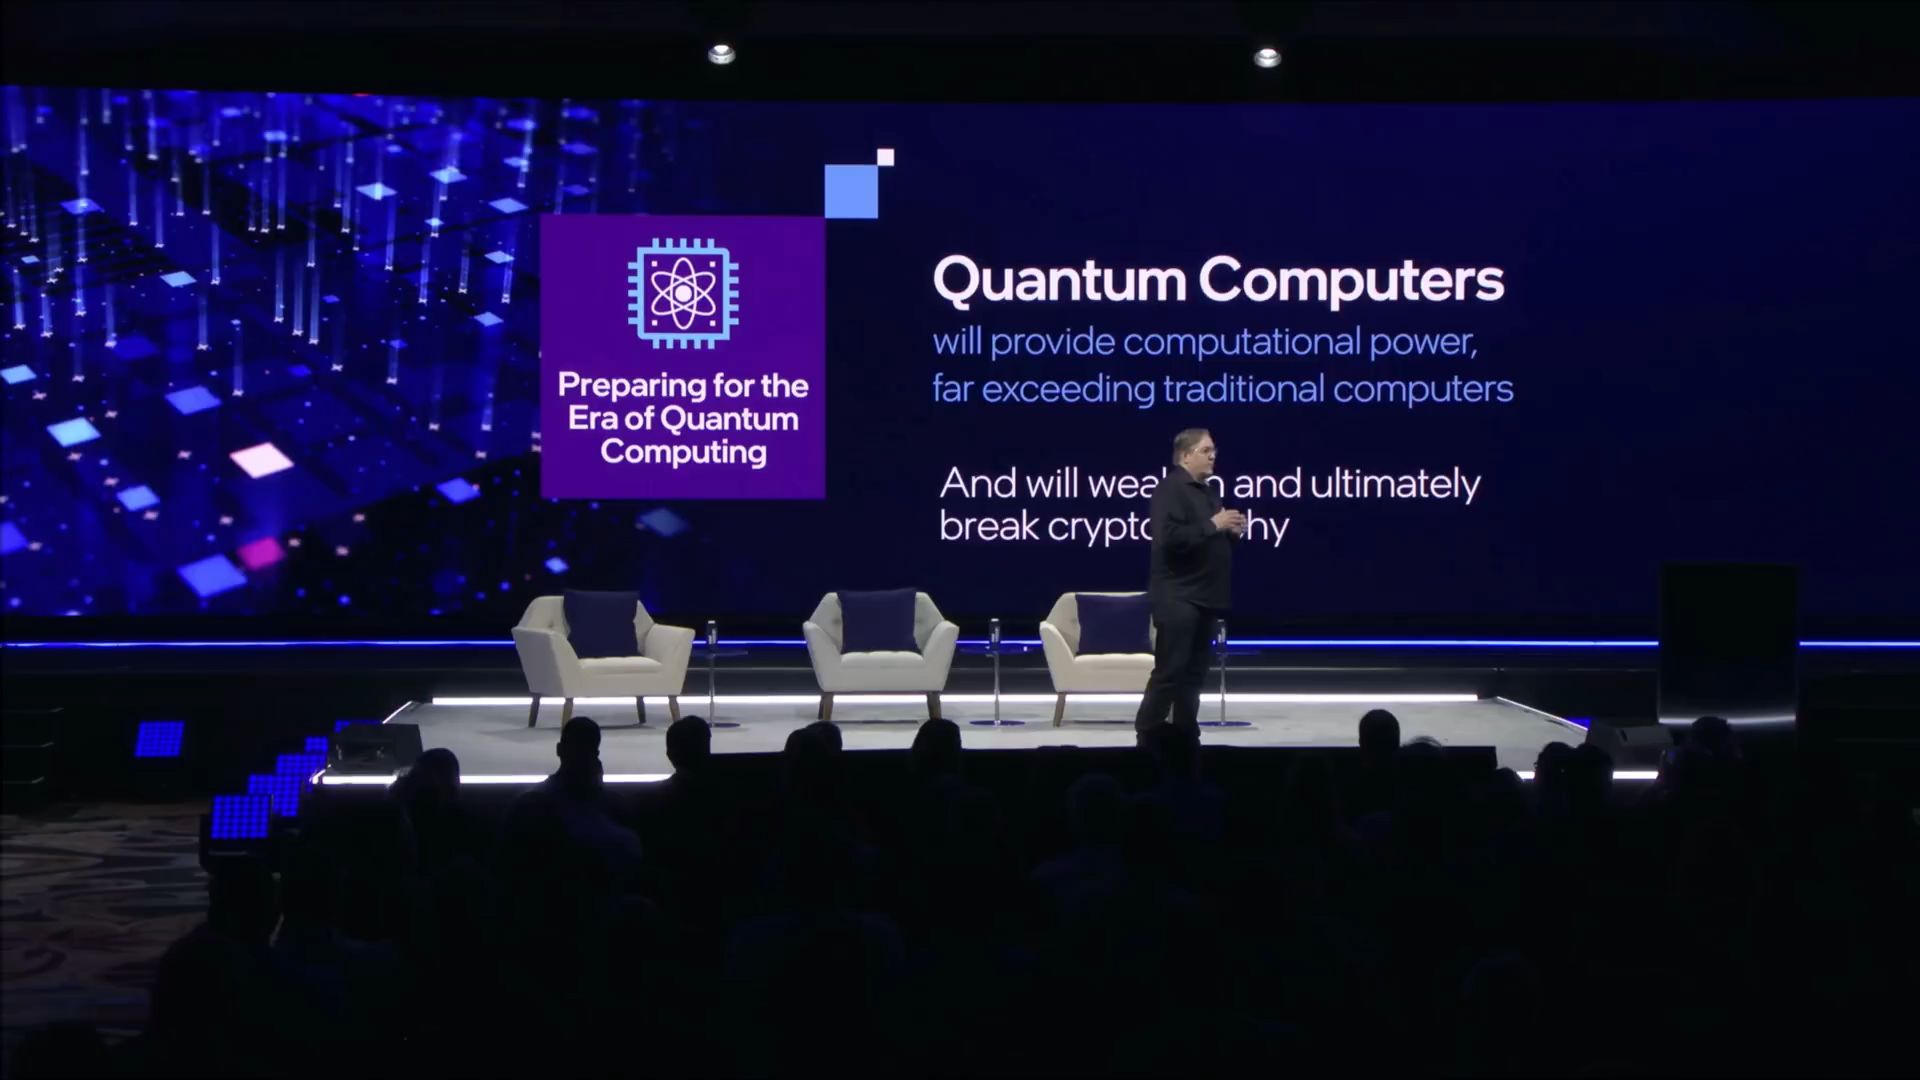 Preparing for the
Era of Quantum
Computing
Quantum Computers
will provide computational power,
far exceeding traditional computers
And will and ultimately
break